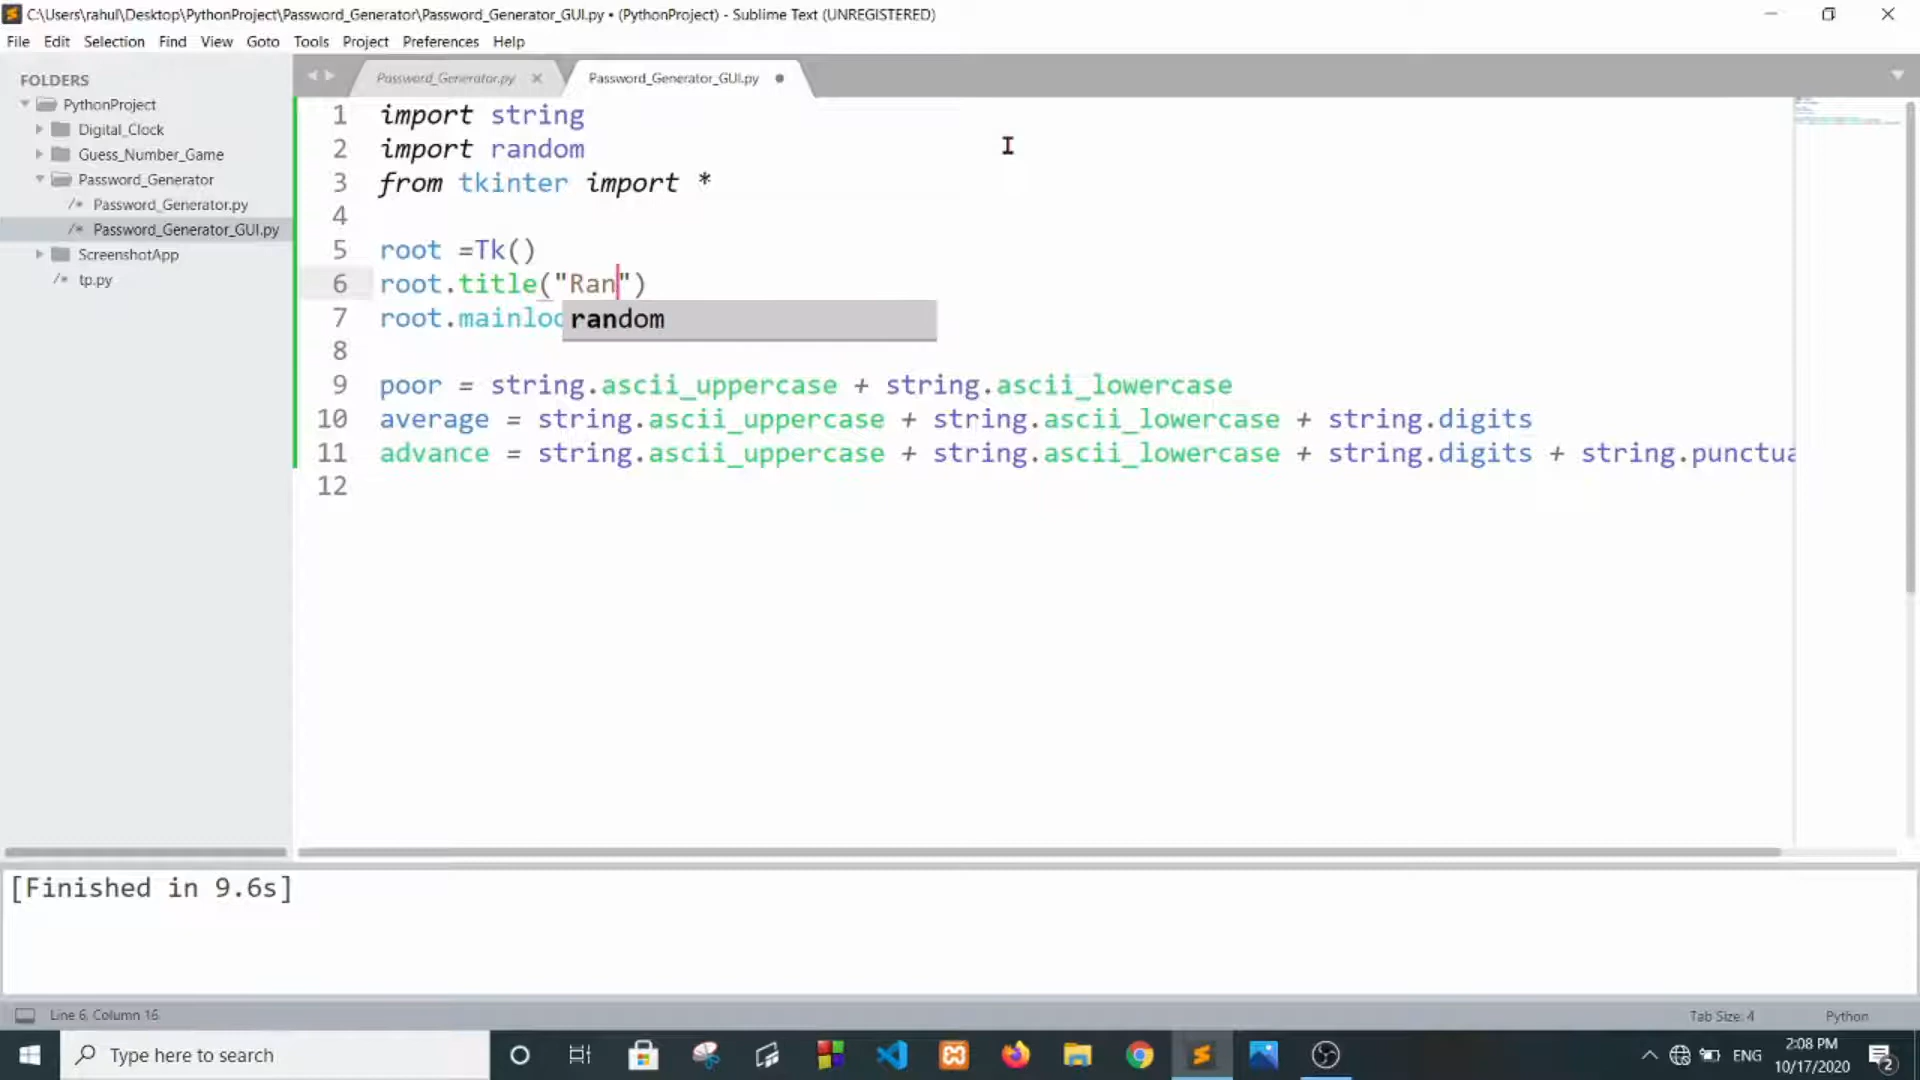 C:\Users\rahul\Desktop\PythonProject\Password_Generator\Password_Generator_GUI.py • (PythonProject) - Sublime Text (UNREGISTERED)
File Edit Selection Find View Goto Tools Project Preferences Help
FOLDERS
PythonProject
Digital_Clock
Guess_Number_Game
Password_Generator
/* Password_Generator.py
/* Password_Generator_GUI.py
ScreenshotApp
/* tp.py
Password_Generator.py
Password_Generator_GUI.py
1 import string
2 import random
3 from tkinter import *
4
5 root =Tk()
6 root.title("Ran")
7 root.mainloo
random
8
9 poor = string.ascii_uppercase + string.ascii_lowercase
10 average = string.ascii_uppercase + string.ascii_lowercase + string.digits
11 advance = string.ascii_uppercase + string.ascii_lowercase + string.digits + string.punctua
12
[Finished in 9.6s]
Line 6, Column 16
Tab Size: 4
Python
Type here to search
ENG
2:08 PM
10/17/2020
2